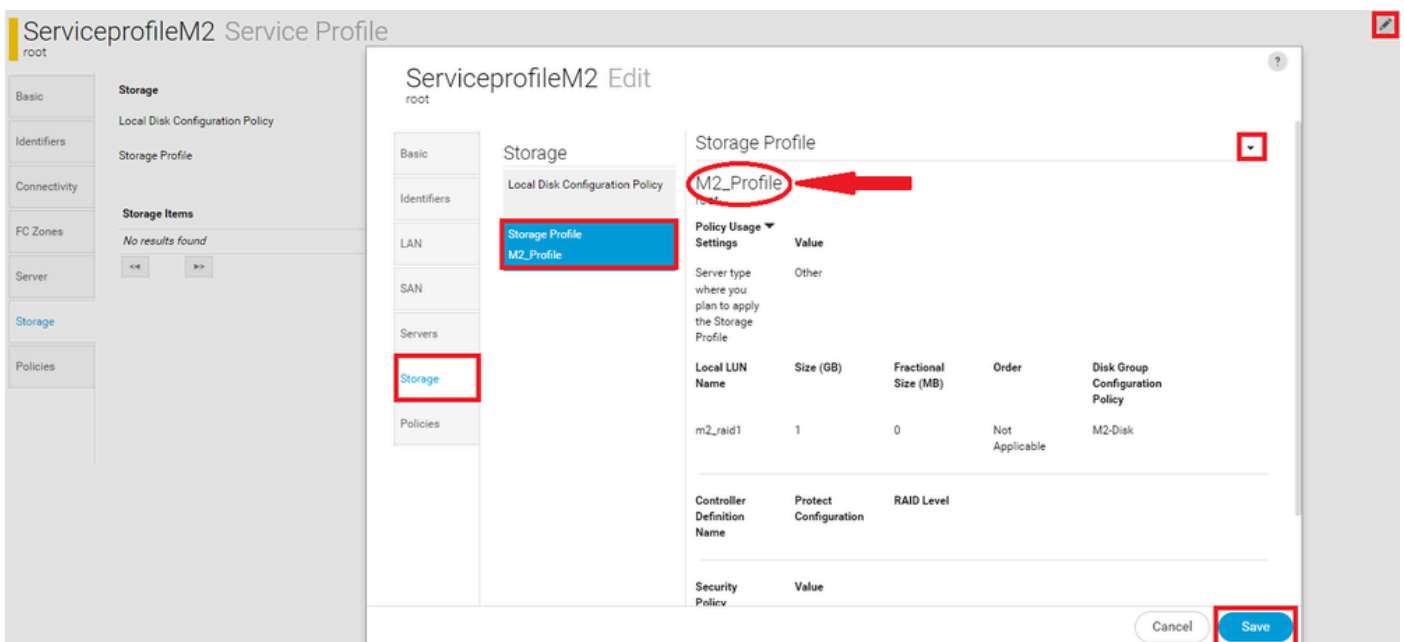 ServiceprofileM2 Service Profile
root
Basic
Identifiers
Connectivity
FC Zones
Server
Storage
Policies
Storage
Local Disk Configuration Policy
Storage Profile
Storage Items
No results found
ServiceprofileM2 Edit
root
?
Basic
Identifiers
LAN
SAN
Servers
Storage
Policies
Storage
Local Disk Configuration Policy
Storage Profile
M2_Profile
Storage Profile
M2_Profile
root
Policy Usage
Settings Value
Server type Other
where you
plan to apply
the Storage
Profile
Local LUN Size (GB) Fractional Order Disk Group
Name Size (MB) Configuration
Policy
m2_raid1 1 0 Not M2-Disk
Applicable
Controller Protect RAID Level
Definition Configuration
Name
Security Value
Policy
Cancel Save